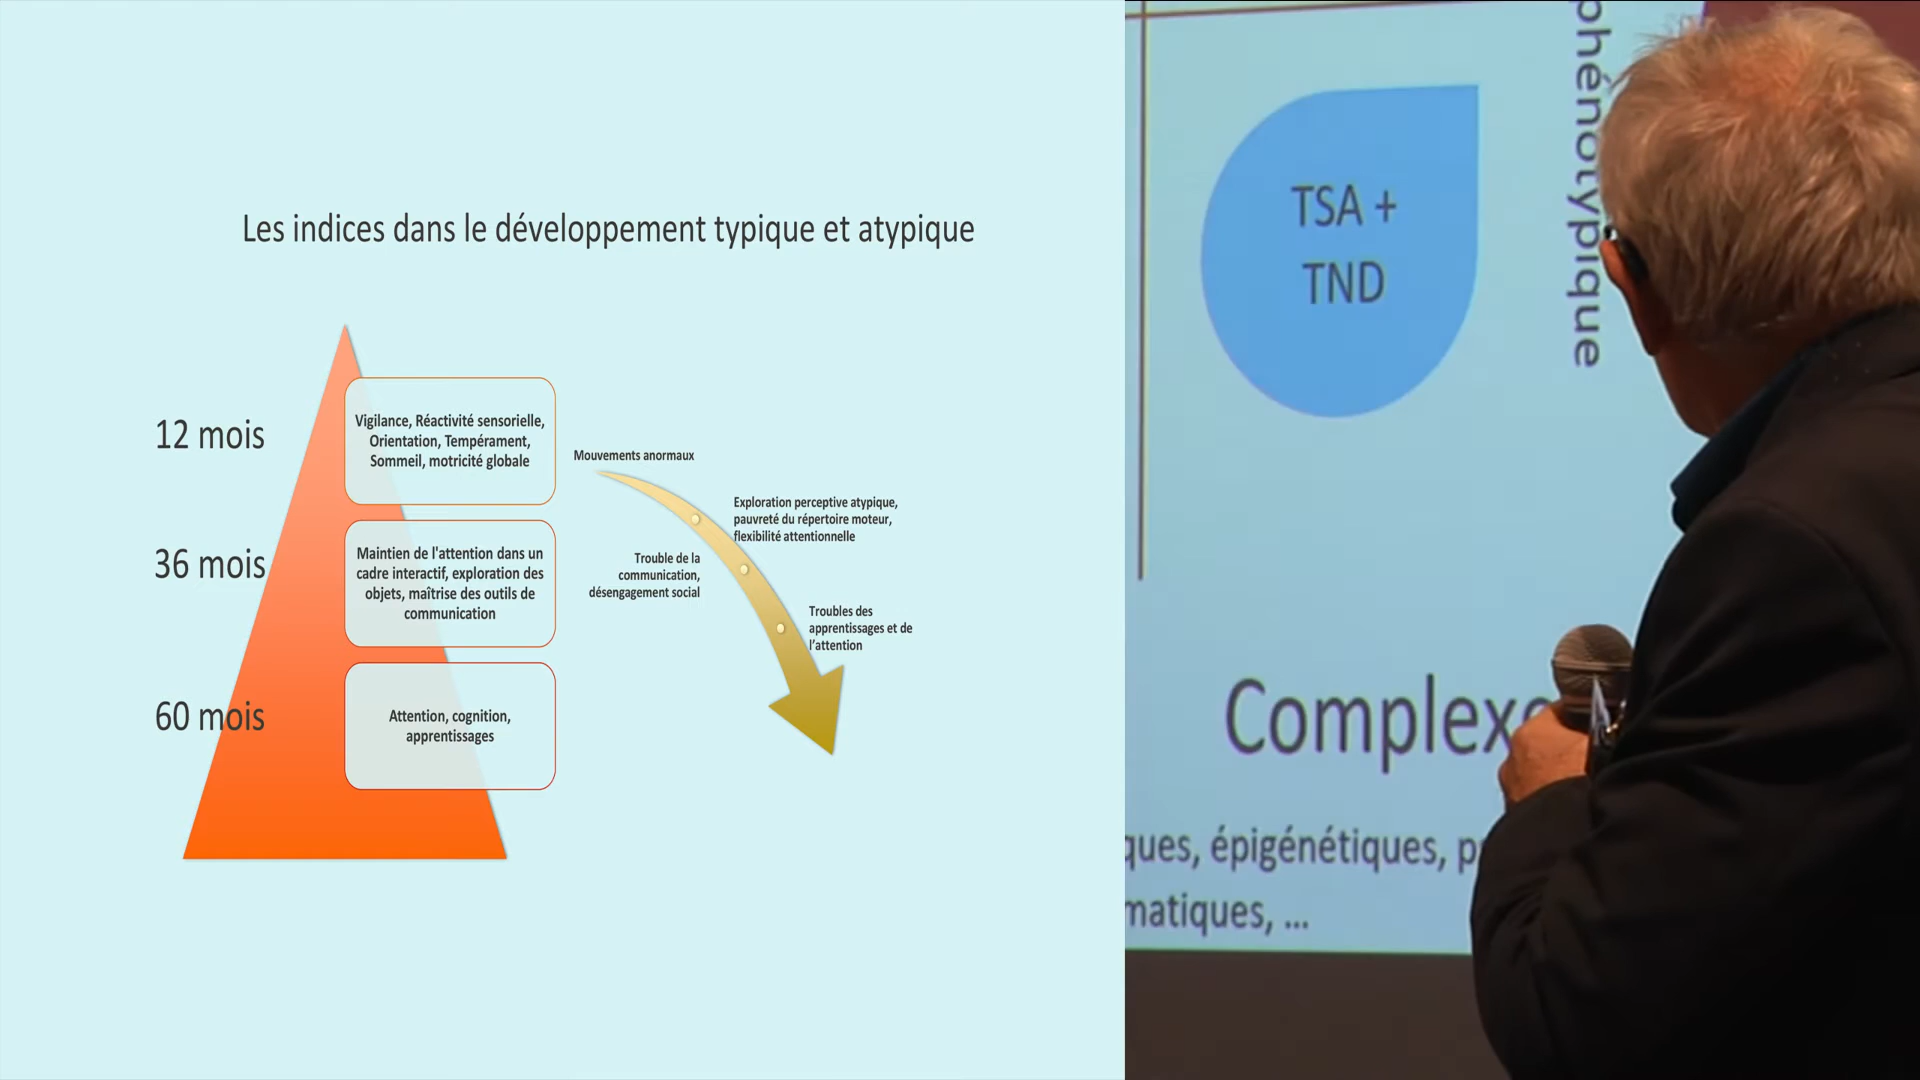 Les indices dans le développement typique et atypique
12 mois
Vigilance, Réactivité sensorielle,
Orientation, Tempérament,
Sommeil, motricité globale
36 mois
Maintien de l'attention dans un
cadre interactif, exploration des
objets, maîtrise des outils de
communication
60 mois
Attention, cognition,
apprentissages
Mouvements anormaux
Exploration perceptive atypique,
pauvreté du répertoire moteur,
flexibilité attentionnelle
Trouble de la
communication,
désengagement social
Troubles des
apprentissages et de
l'attention
TSA +
TND
phénotypique
Complexe
ques, épigénétiques, p
matiques, ...